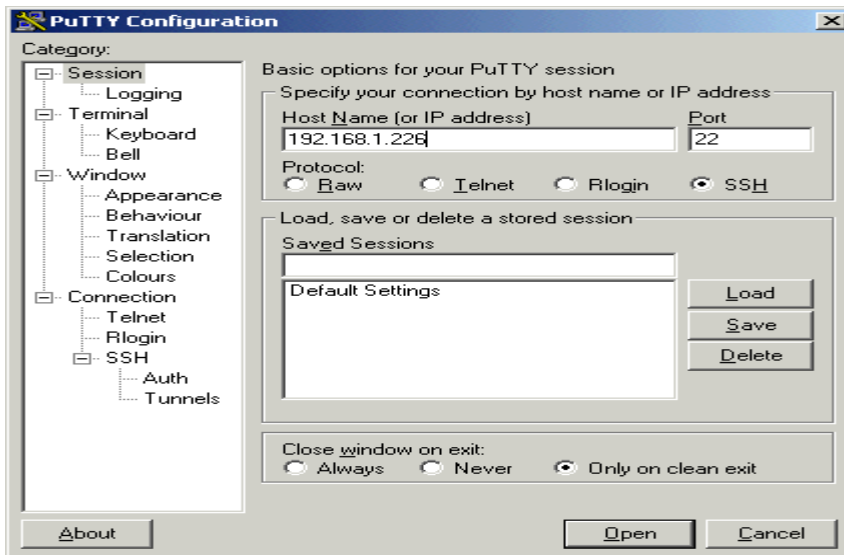 PuTTY Configuration
Category:
Session
Logging
Terminal
Keyboard
Bell
Window
Appearance
Behaviour
Translation
Selection
Colours
Connection
Telnet
Rlogin
SSH
Auth
Tunnels
Basic options for your PuTTY session
Specify your connection by host name or IP address
Host Name (or IP address) Port
192.168.1.226 22
Protocol:
Raw Telnet Rlogin SSH
Load, save or delete a stored session
Saved Sessions
Default Settings
Load
Save
Delete
Close window on exit:
Always Never Only on clean exit
About Open Cancel